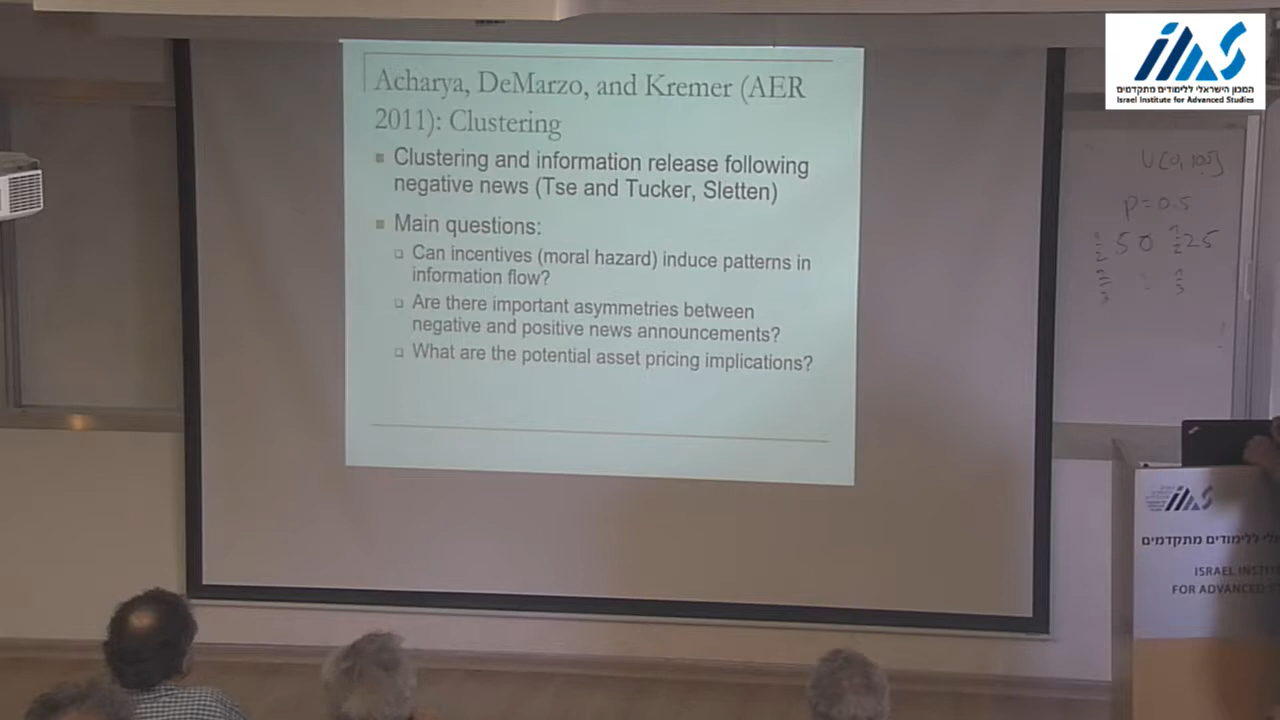 Acharya, DeMarzo, and Kremer (AER
2011): Clustering
Clustering and information release following
negative news (Tse and Tucker, Sletten)
Main questions:
Can incentives (moral hazard) induce patterns in
information flow?
Are there important asymmetries between
negative and positive news announcements?
What are the potential asset pricing implications?
המכון הישראלי ללימודים מתקדמים
Israel Institute for Advanced Studies
P=0.5
ללימודים מתקדמים
ISRAEL INSTIT
FOR ADVANCED S